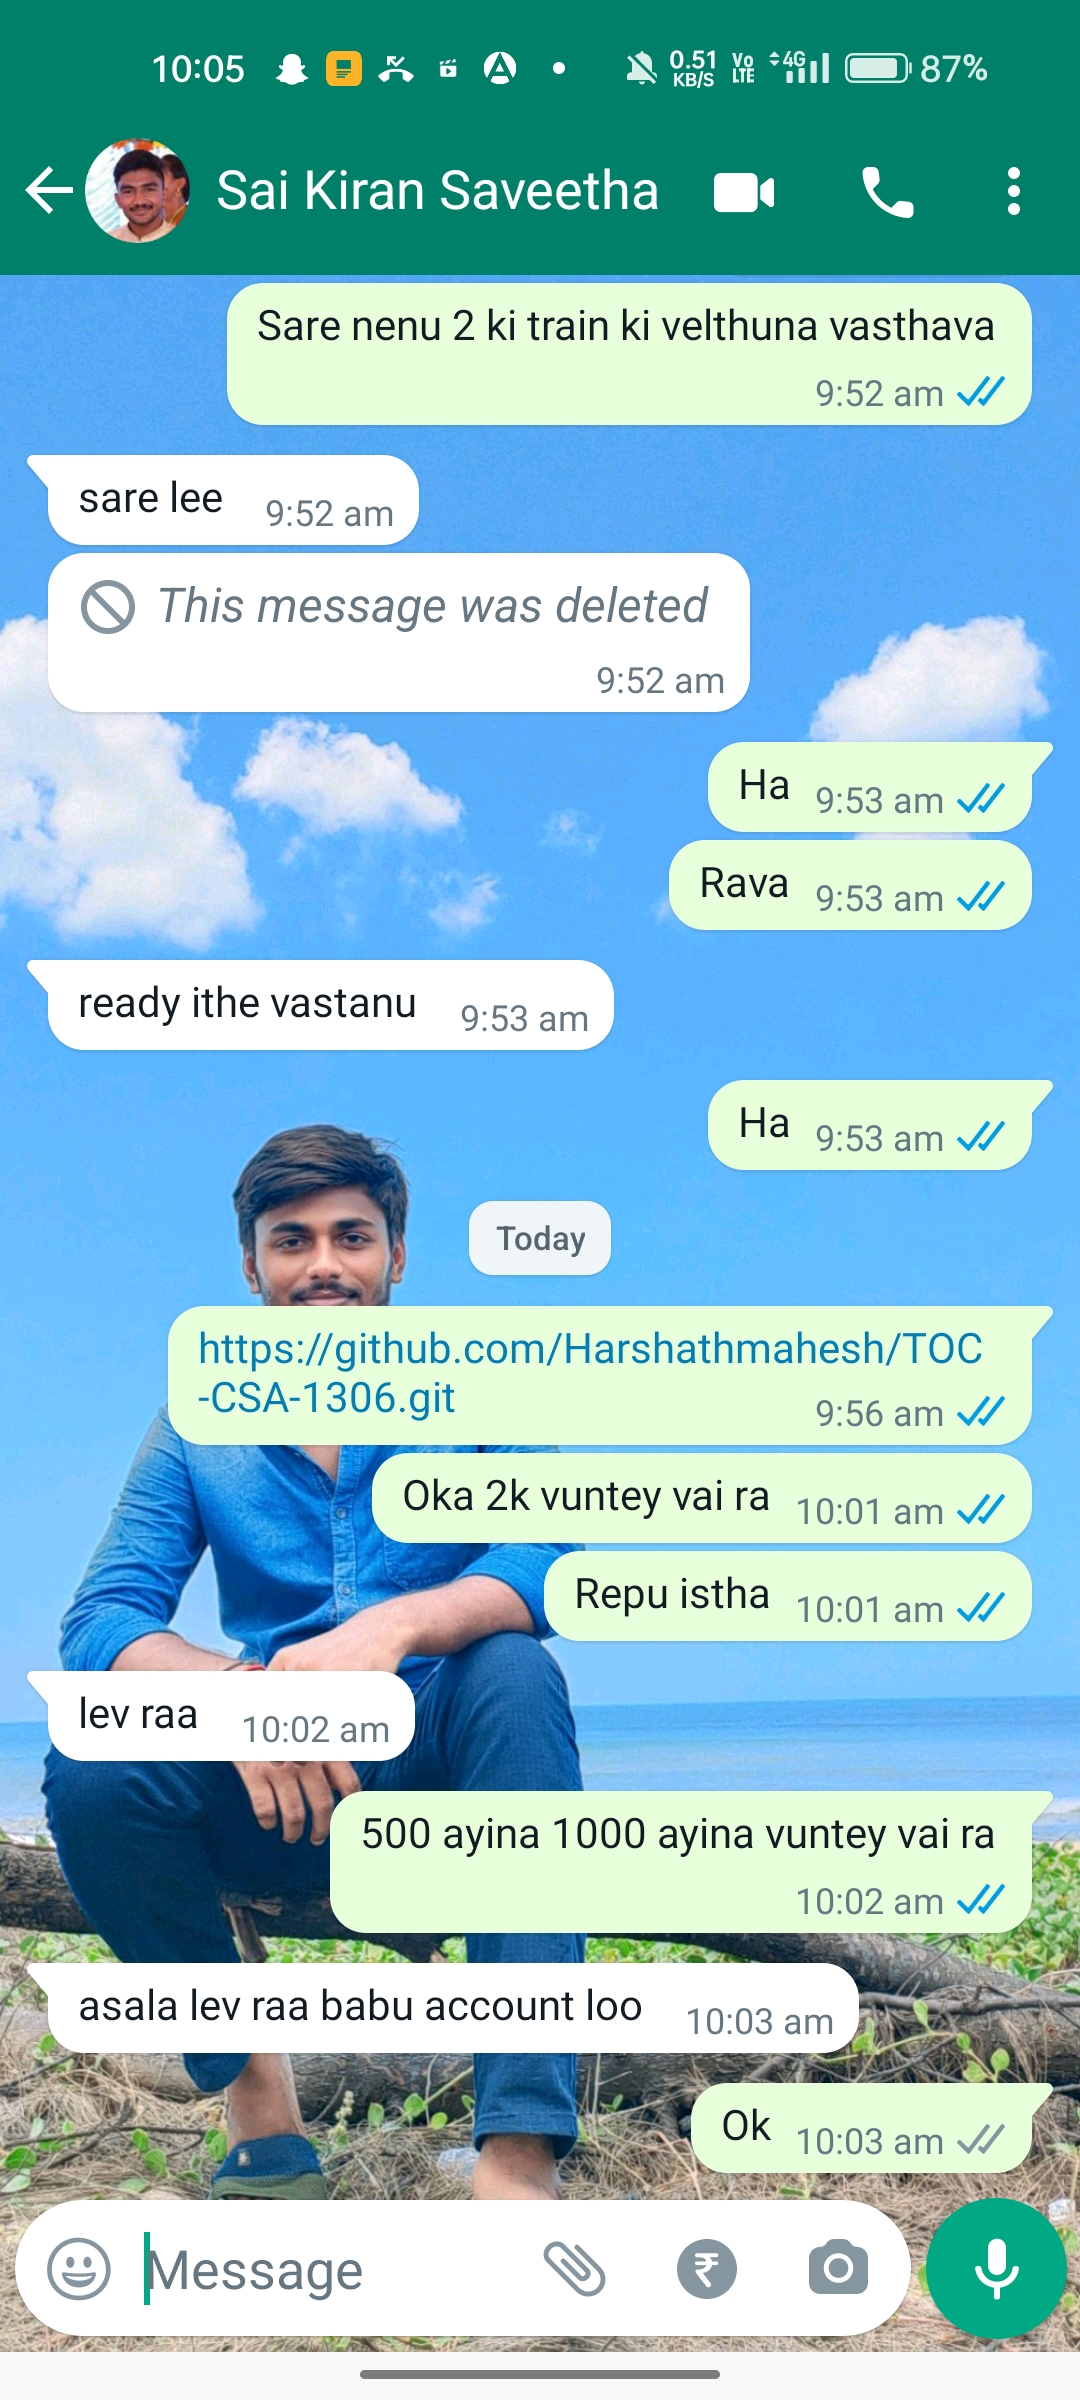 10:05
0.51 KB/S Vo LTE 4G 87%
Sai Kiran Saveetha
Sare nenu 2 ki train ki velthuna vasthava
9:52 am
sare lee 9:52 am
This message was deleted
9:52 am
Ha 9:53 am
Rava 9:53 am
ready ithe vastanu 9:53 am
Ha 9:53 am
Today
https://github.com/Harshathmahesh/TOC
-CSA-1306.git 9:56 am
Oka 2k vuntey vai ra 10:01 am
Repu istha 10:01 am
lev raa 10:02 am
500 ayina 1000 ayina vuntey vai ra
10:02 am
asala lev raa babu account loo 10:03 am
Ok 10:03 am
Message